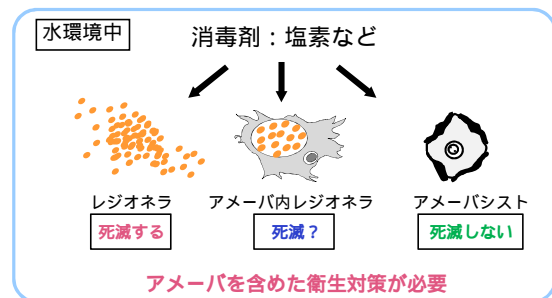 水環境中
消毒剤：塩素など
レジオネラ
アメーバ内レジオネラ
アメーバシスト
死滅する
死滅？
死滅しない
アメーバを含めた衛生対策が必要